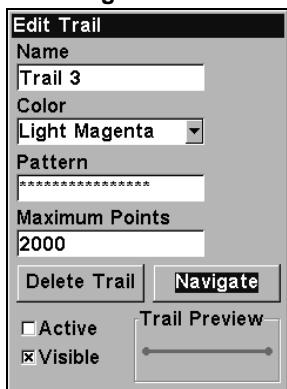 Edit Trail
Name
Trail 3
Color
Light Magenta
Pattern
***************
Maximum Points
2000
Delete Trail Navigate
Active Trail Preview
Visible